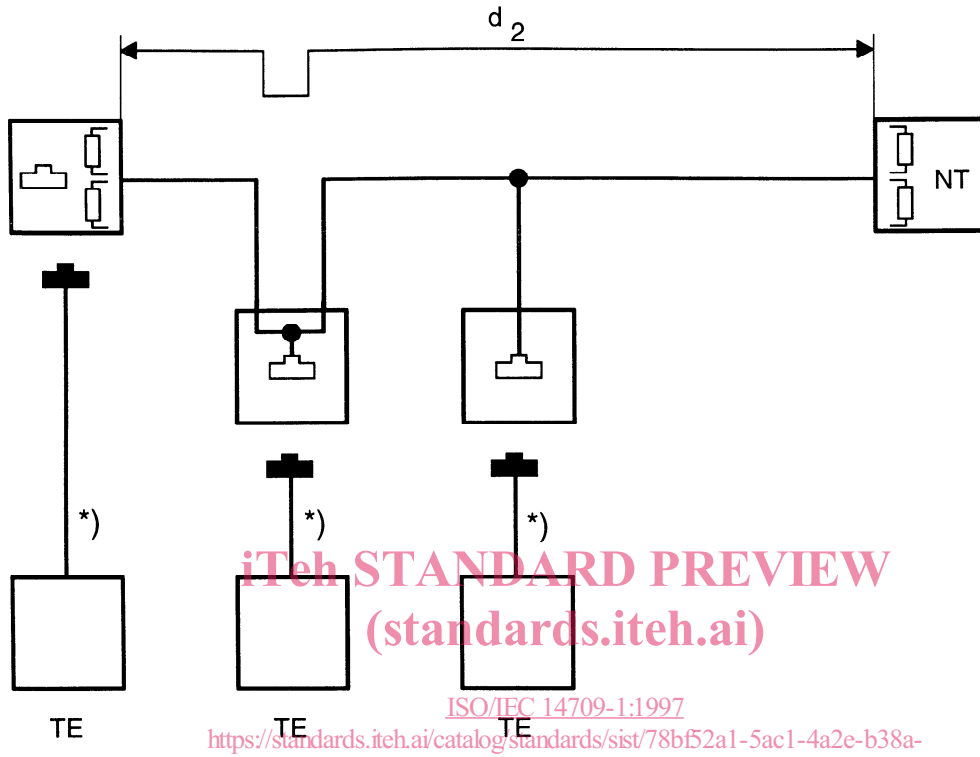 d 2
NT
*) *) *)
iTeh STANDARD PREVIEW
(standards.iteh.ai)
ISO/IEC 14709-1:1997
TE TE TE
https://standards.iteh.ai/catalog/standards/sist/78bf52a1-5ac1-4a2e-b38a-